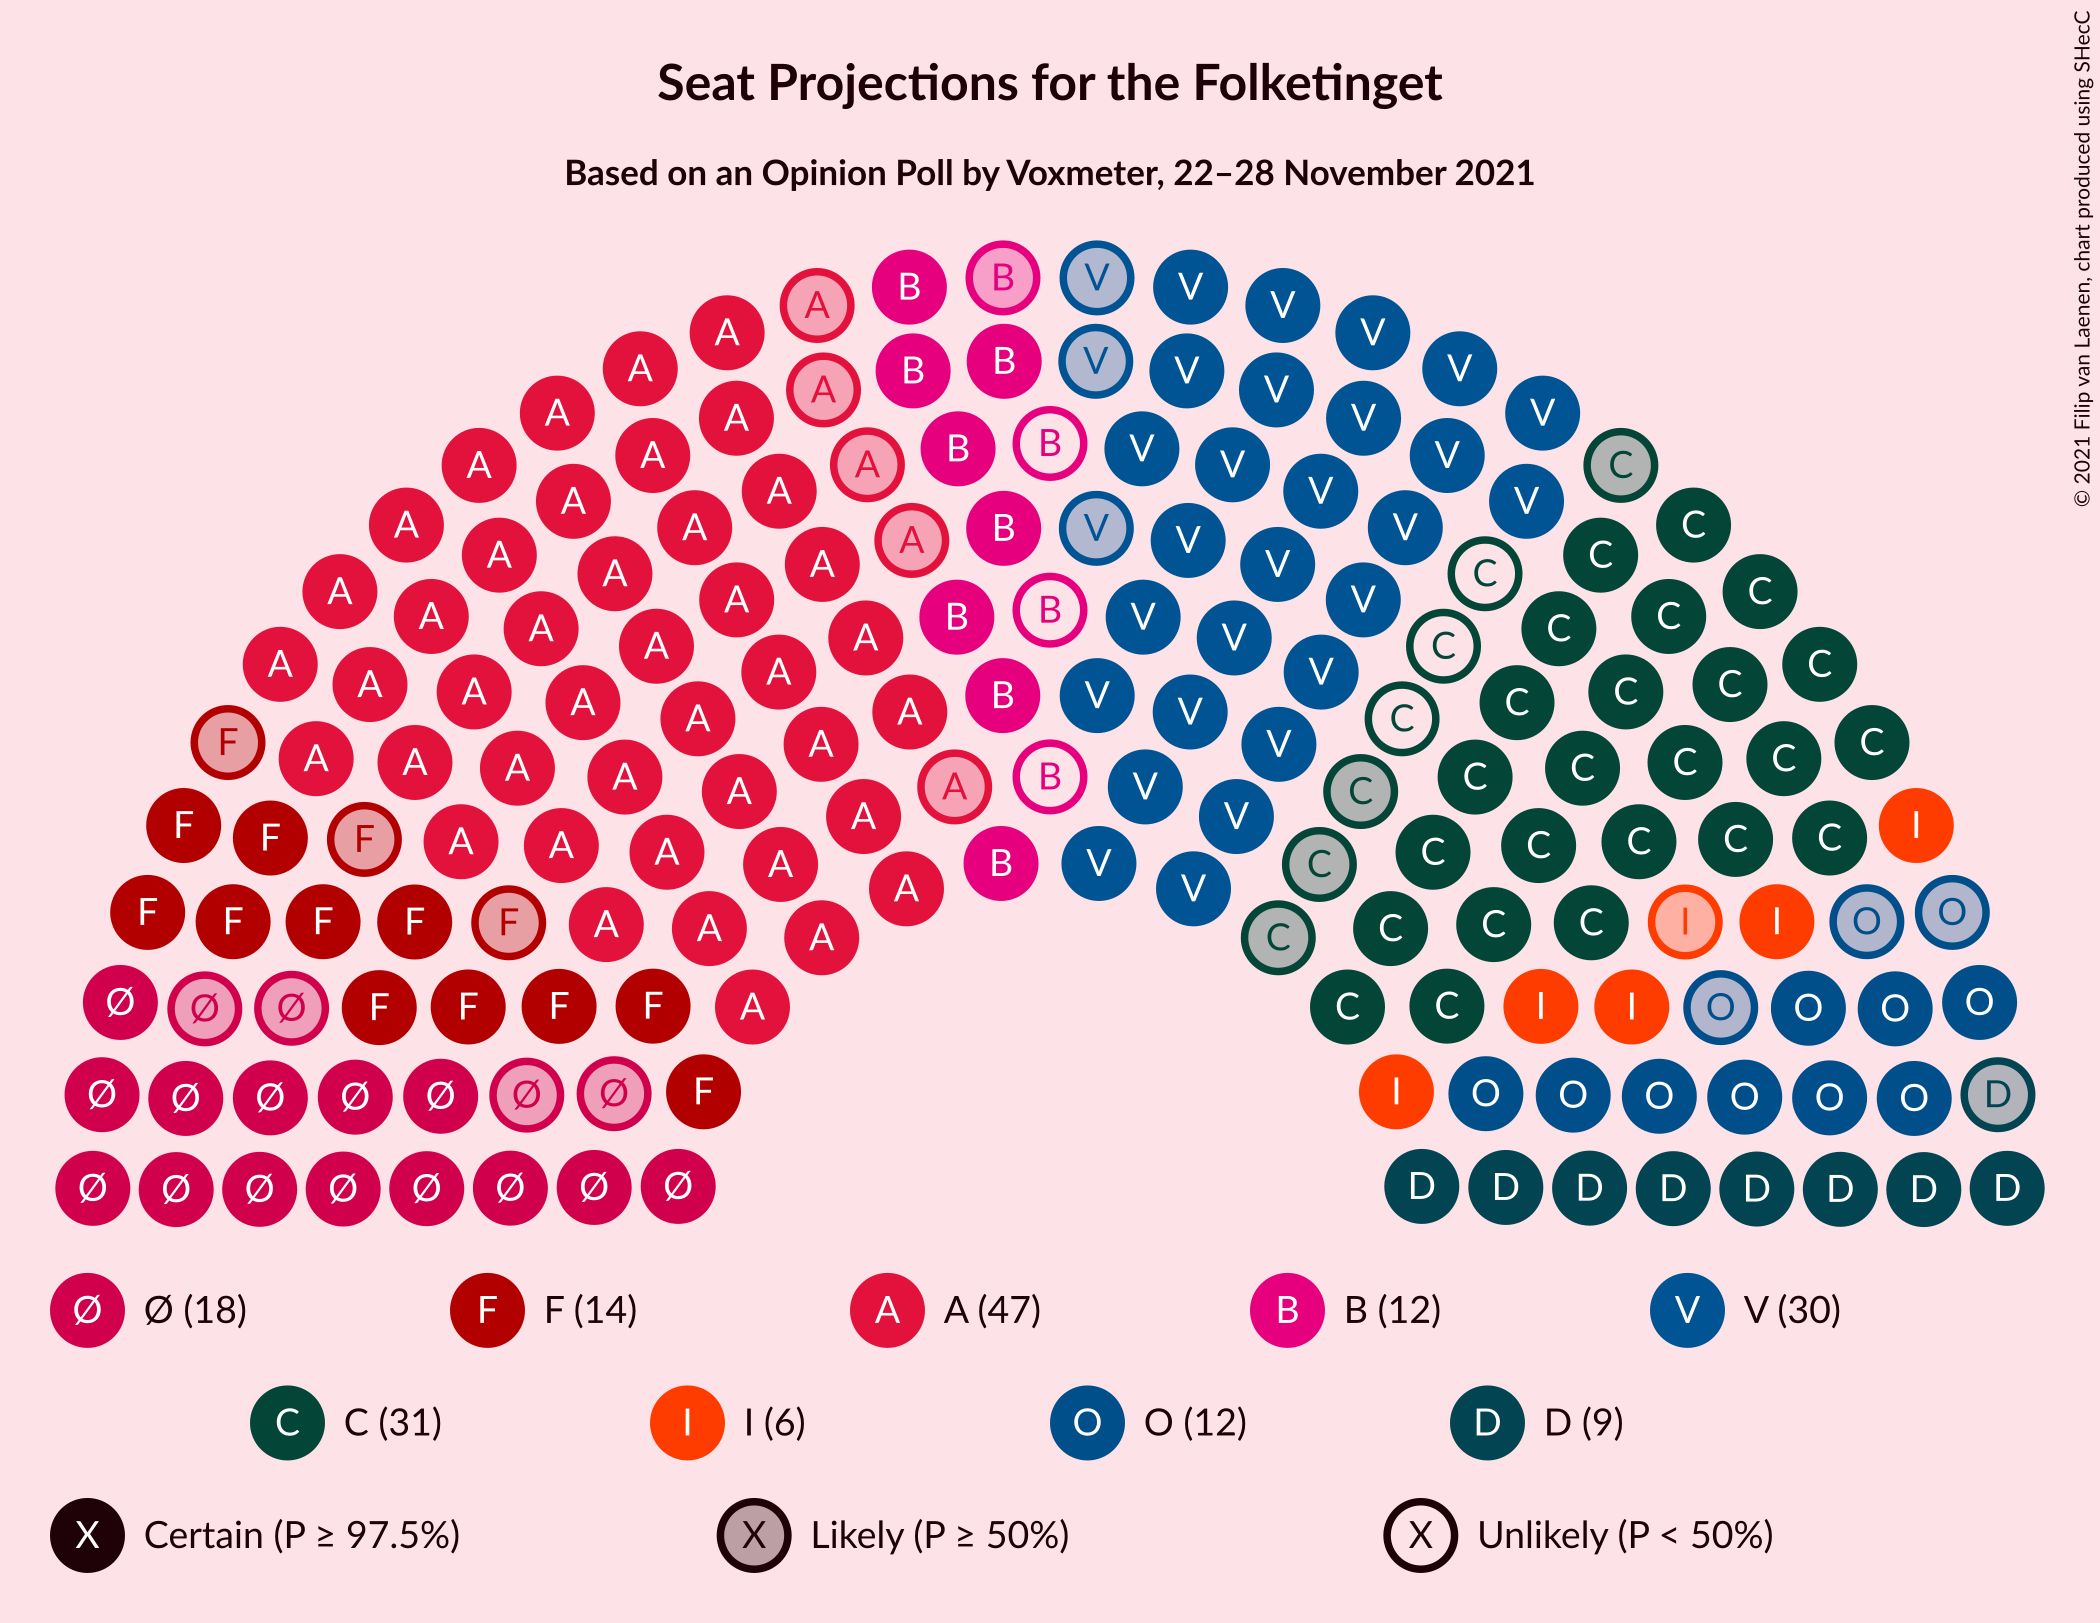 © 2021 Filip van Laenen, chart produced using SHecC
Seat Projections for the Folketinget
Based on an Opinion Poll by Voxmeter, 22–28 November 2021
A B B V V V
A V
A A B B V V V V
A A V V
A A A B B V V V C
A A V V
A A A B V V V C
A A A V C C
A A A B B V V C C
A A A V C C
A A A A B V V C C C
A A A V C C
F A A A A V C C C C
A A A B V C C
F F F A A A A V C C C C C I
A A B V V C
F F F F F A A A C C C C I I O O
Ø Ø Ø F F F F A C C I I O O O O
Ø Ø Ø Ø Ø Ø Ø F I O O O O O O D
Ø Ø Ø Ø Ø Ø Ø Ø D D D D D D D D
Ø Ø (18) F F (14) A A (47) B B (12) V V (30)
C C (31) I I (6) O O (12) D D (9)
X Certain (P ≥ 97.5%) X Likely (P ≥ 50%) X Unlikely (P < 50%)